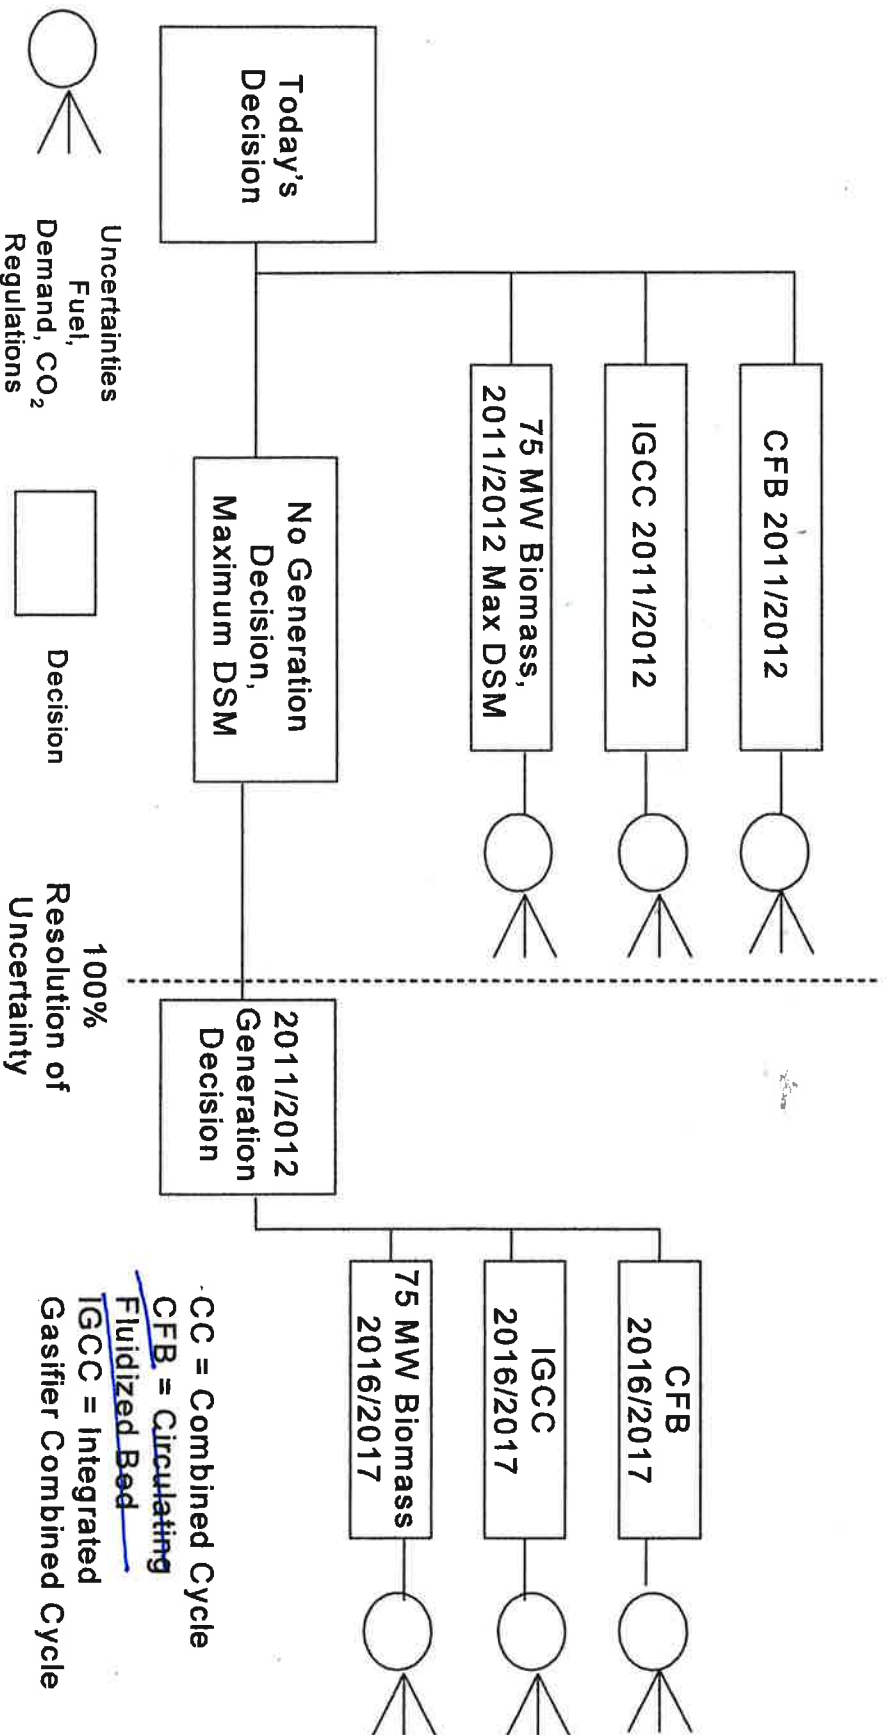 CFB 2011/2012
IGCC 2011/2012
75 MW Biomass,
2011/2012 Max DSM
Today's
Decision
No Generation
Decision,
Maximum DSM
2011/2012
Generation
Decision
CFB
2016/2017
IGCC
2016/2017
75 MW Biomass
2016/2017
Uncertainties
Fuel,
Demand, CO₂
Regulations
Decision
100%
Resolution of
Uncertainty
CC = Combined Cycle
CFB = Circulating
Fluidized Bed
IGCC = Integrated
Gasifier Combined Cycle